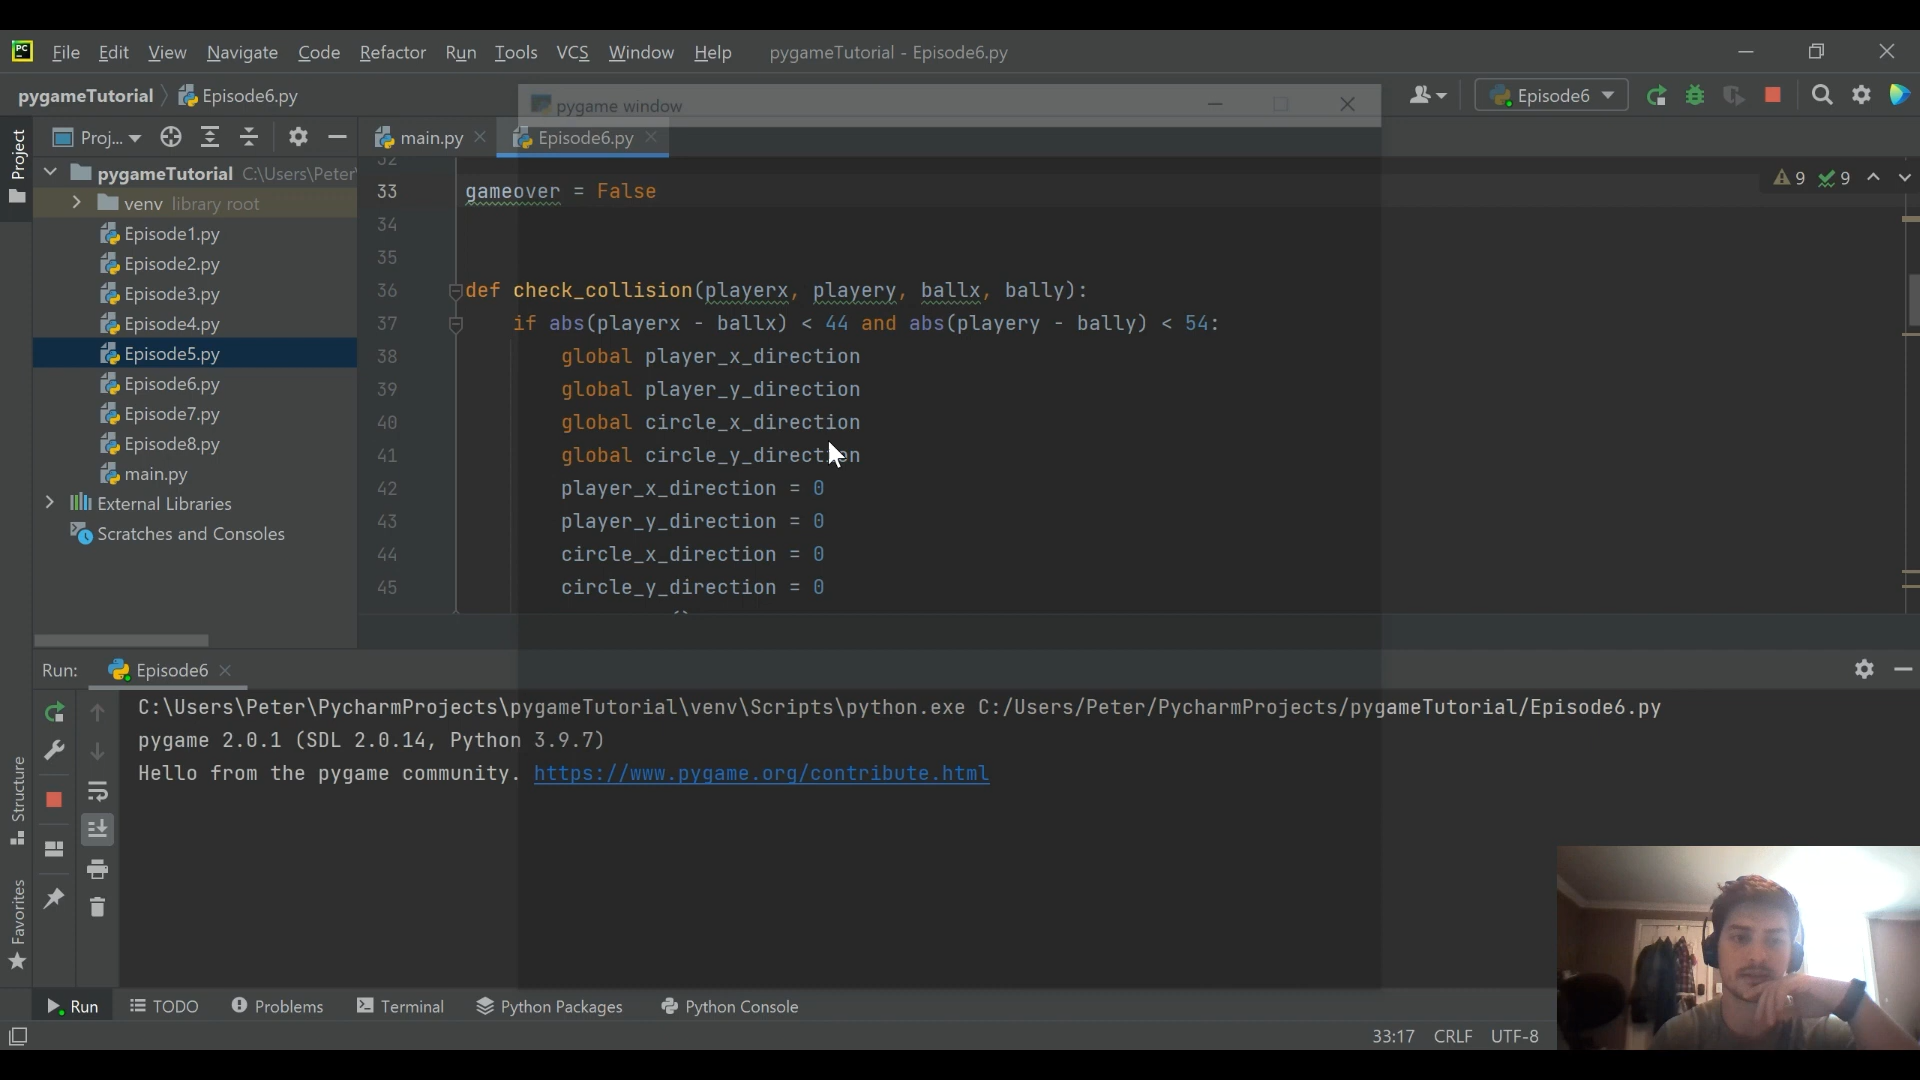 PC File Edit View Navigate Code Refactor Run Tools VCS Window Help pygameTutorial - Episode6.py
pygameTutorial Episode6.py
pygame window
Episode6
Project
Proj...
main.py
Episode6.py
pygameTutorial C:\Users\Peter
venv library root
Episode1.py
Episode2.py
Episode3.py
Episode4.py
Episode5.py
Episode6.py
Episode7.py
Episode8.py
main.py
External Libraries
Scratches and Consoles
32
33 gameover = False
9 9
34
35
36 def check_collision(playerx, playery, ballx, bally):
37 if abs(playerx - ballx) < 44 and abs(playery - bally) < 54:
38 global player_x_direction
39 global player_y_direction
40 global circle_x_direction
41 global circle_y_direction
42 player_x_direction = 0
43 player_y_direction = 0
44 circle_x_direction = 0
45 circle_y_direction = 0
Run: Episode6
C:\Users\Peter\PycharmProjects\pygameTutorial\venv\Scripts\python.exe C:/Users/Peter/PycharmProjects/pygameTutorial/Episode6.py
pygame 2.0.1 (SDL 2.0.14, Python 3.9.7)
Hello from the pygame community. https://www.pygame.org/contribute.html
Structure
Favorites
Run TODO Problems Terminal Python Packages Python Console
33:17 CRLF UTF-8